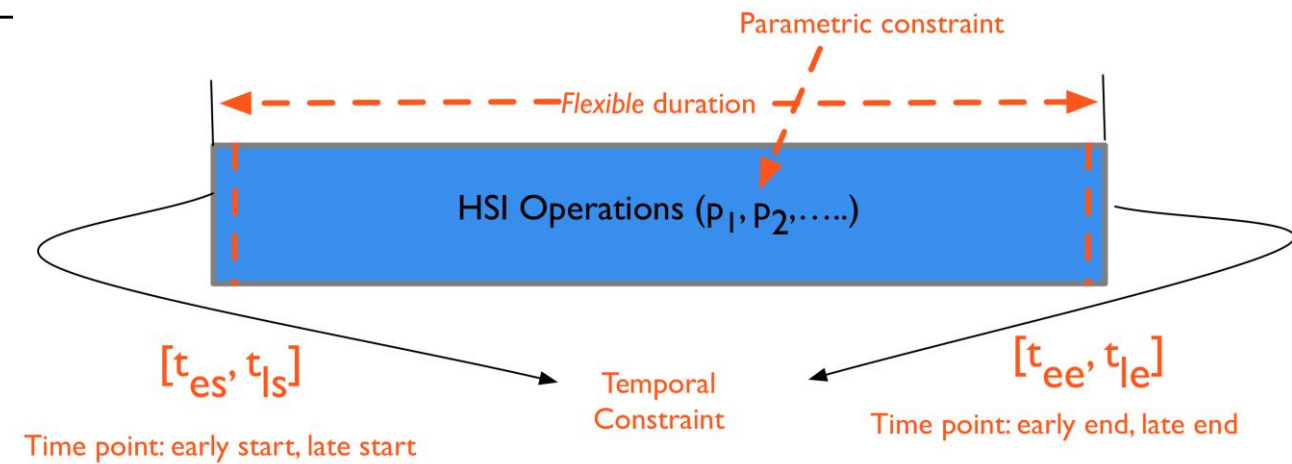 Parametric constraint
Flexible duration
HSI Operations (p1, p2,.....)
[tes, tls]
[tee, tle]
Temporal
Constraint
Time point: early start, late start
Time point: early end, late end